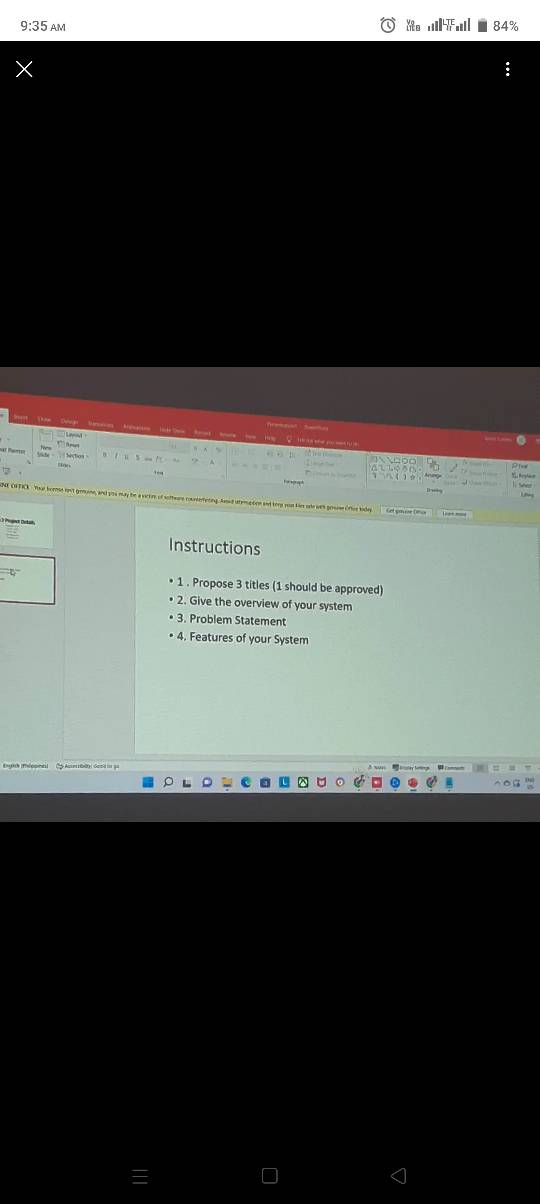 9:35 AM
84%
Insert Draw Design Transitions Animations Slide Show Record Review View Help Tell me what you want to do
New Slide
Layout
Reset
Section
Slides
Font
Paragraph
Arrange
Drawing
Find
Replace
Select
Editing
Your license isn't genuine, and you may be a victim of software counterfeiting. Avoid interruption and keep your files safe with genuine Office today.
Get genuine Office
Learn more
Project Details
Instructions
• 1 . Propose 3 titles (1 should be approved)
• 2. Give the overview of your system
• 3. Problem Statement
• 4. Features of your System
English (Philippines)
Accessibility: Good to go
Notes
Display Settings
Comments
ENG
US